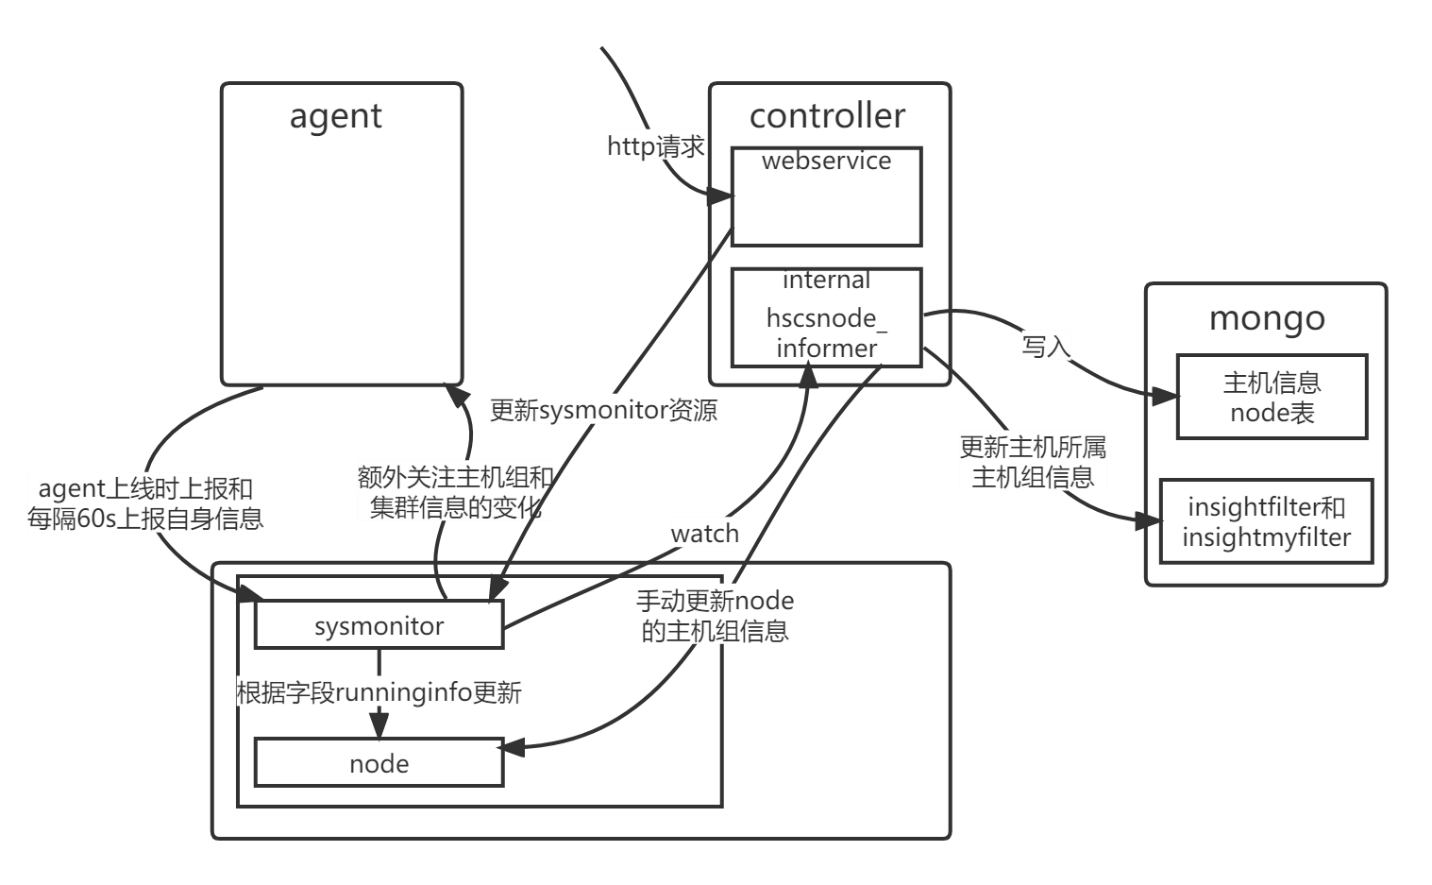 agent
controller
http请求
webservice
internal
hscsnode_
informer
mongo
写入
主机信息
node表
更新sysmonitor资源
更新主机所属
主机组信息
额外关注主机组和
集群信息的变化
agent上线时上报和
每隔60s上报自身信息
insightfilter和
insightmyfilter
watch
手动更新node
的主机组信息
sysmonitor
根据字段runninginfo更新
node